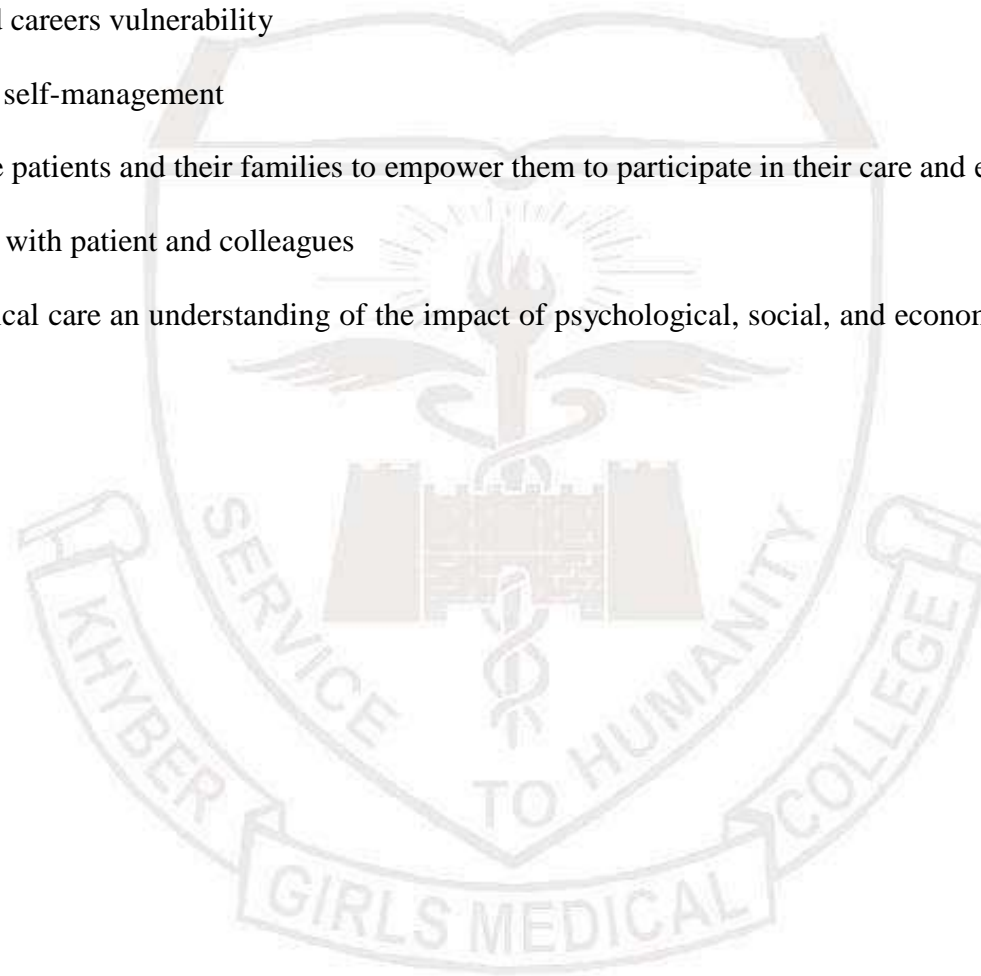 d careers vulnerability
self-management
e patients and their families to empower them to participate in their care and e
with patient and colleagues
ical care an understanding of the impact of psychological, social, and econom
SERVICE TO HUMANITY
KHYBER GIRLS MEDICAL COLLEGE